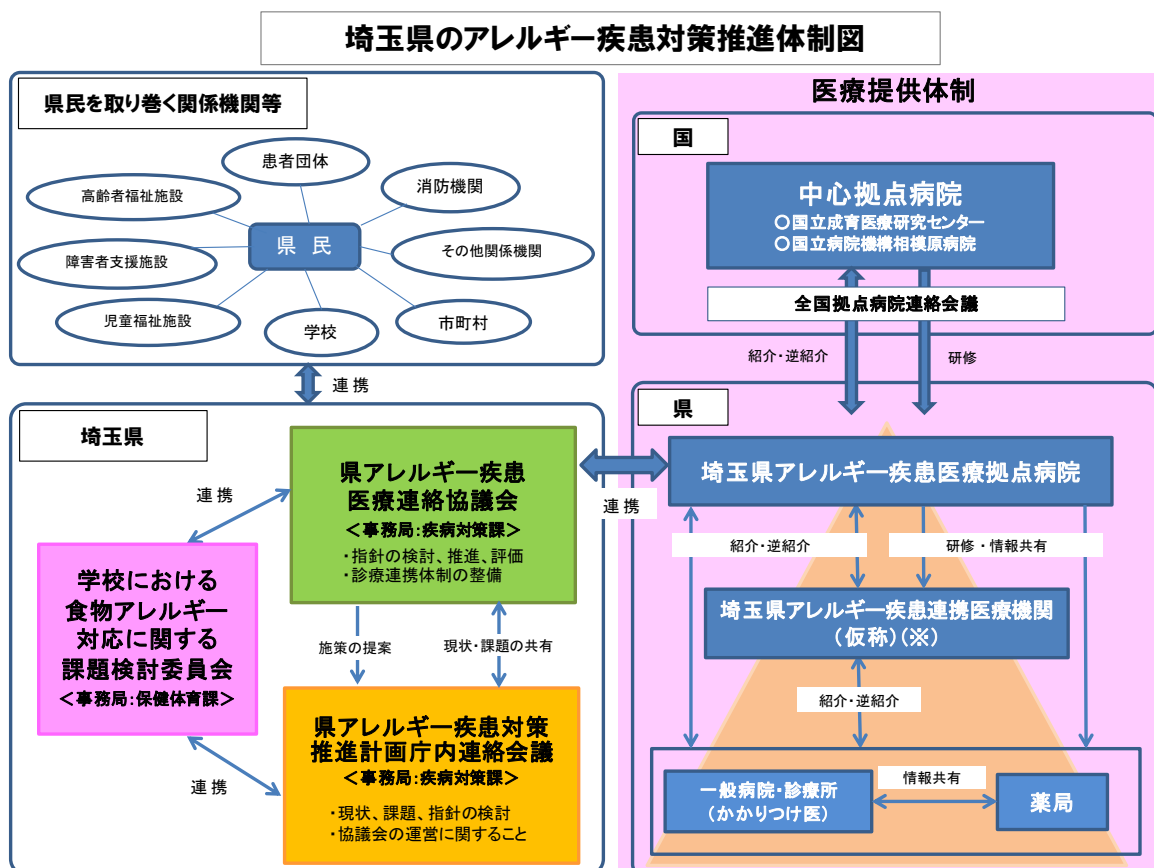 埼玉県のアレルギー疾患対策推進体制図
県民を取り巻く関係機関等
患者団体
高齢者福祉施設
消防機関
県 民
その他関係機関
障害者支援施設
児童福祉施設
学校
市町村
連 携
埼玉県
県アレルギー疾患
医療連絡協議会
＜事務局：疾病対策課＞
・指針の検討、推進、評価
・診療連携体制の整備
連 携
学校における
食物アレルギー
対応に関する
課題検討委員会
＜事務局：保健体育課＞
施策の提案
現状・課題の共有
県アレルギー疾患対策
推進計画庁内連絡会議
＜事務局：疾病対策課＞
・現状、課題、指針の検討
・協議会の運営に関すること
連 携
連 携
医療提供体制
国
中心拠点病院
○国立成育医療研究センター
○国立病院機構相模原病院
全国拠点病院連絡会議
紹介・逆紹介
研修
県
埼玉県アレルギー疾患医療拠点病院
紹介・逆紹介
研修・情報共有
埼玉県アレルギー疾患連携医療機関
（仮称）（※）
紹介・逆紹介
一般病院・診療所
（かかりつけ医）
情報共有
薬局